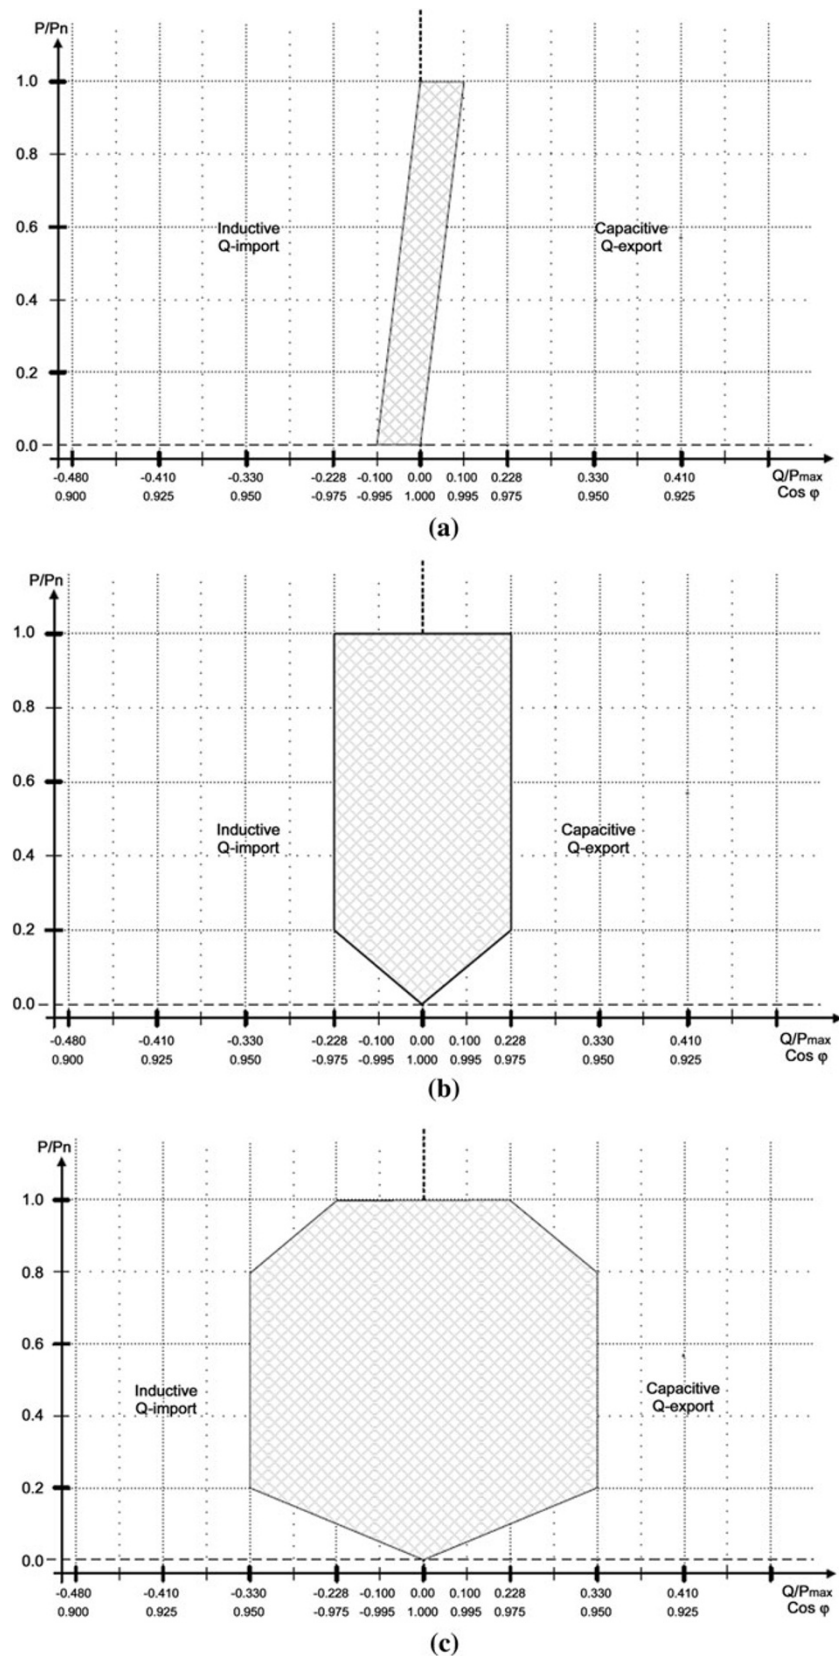 P/Pn
1.0
0.8
0.6
Inductive Capacitive
Q-import Q-export
0.4
0.2
0.0
-0.480 -0.410 -0.330 -0.228 -0.100 0.00 0.100 0.228 0.330 0.410 Q/Pmax
0.900 0.925 0.950 -0.975 -0.995 1.000 0.995 0.975 0.950 0.925 Cos φ
(a)
P/Pn
1.0
0.8
0.6
Inductive Capacitive
Q-import Q-export
0.4
0.2
0.0
-0.480 -0.410 -0.330 -0.228 -0.100 0.00 0.100 0.228 0.330 0.410 Q/Pmax
0.900 0.925 0.950 -0.975 -0.995 1.000 0.995 0.975 0.950 0.925 Cos φ
(b)
P/Pn
1.0
0.8
0.6
Inductive Capacitive
Q-import Q-export
0.4
0.2
0.0
-0.480 -0.410 -0.330 -0.228 -0.100 0.00 0.100 0.228 0.330 0.410 Q/Pmax
0.900 0.925 0.950 -0.975 -0.995 1.000 0.995 0.975 0.950 0.925 Cos φ
(c)